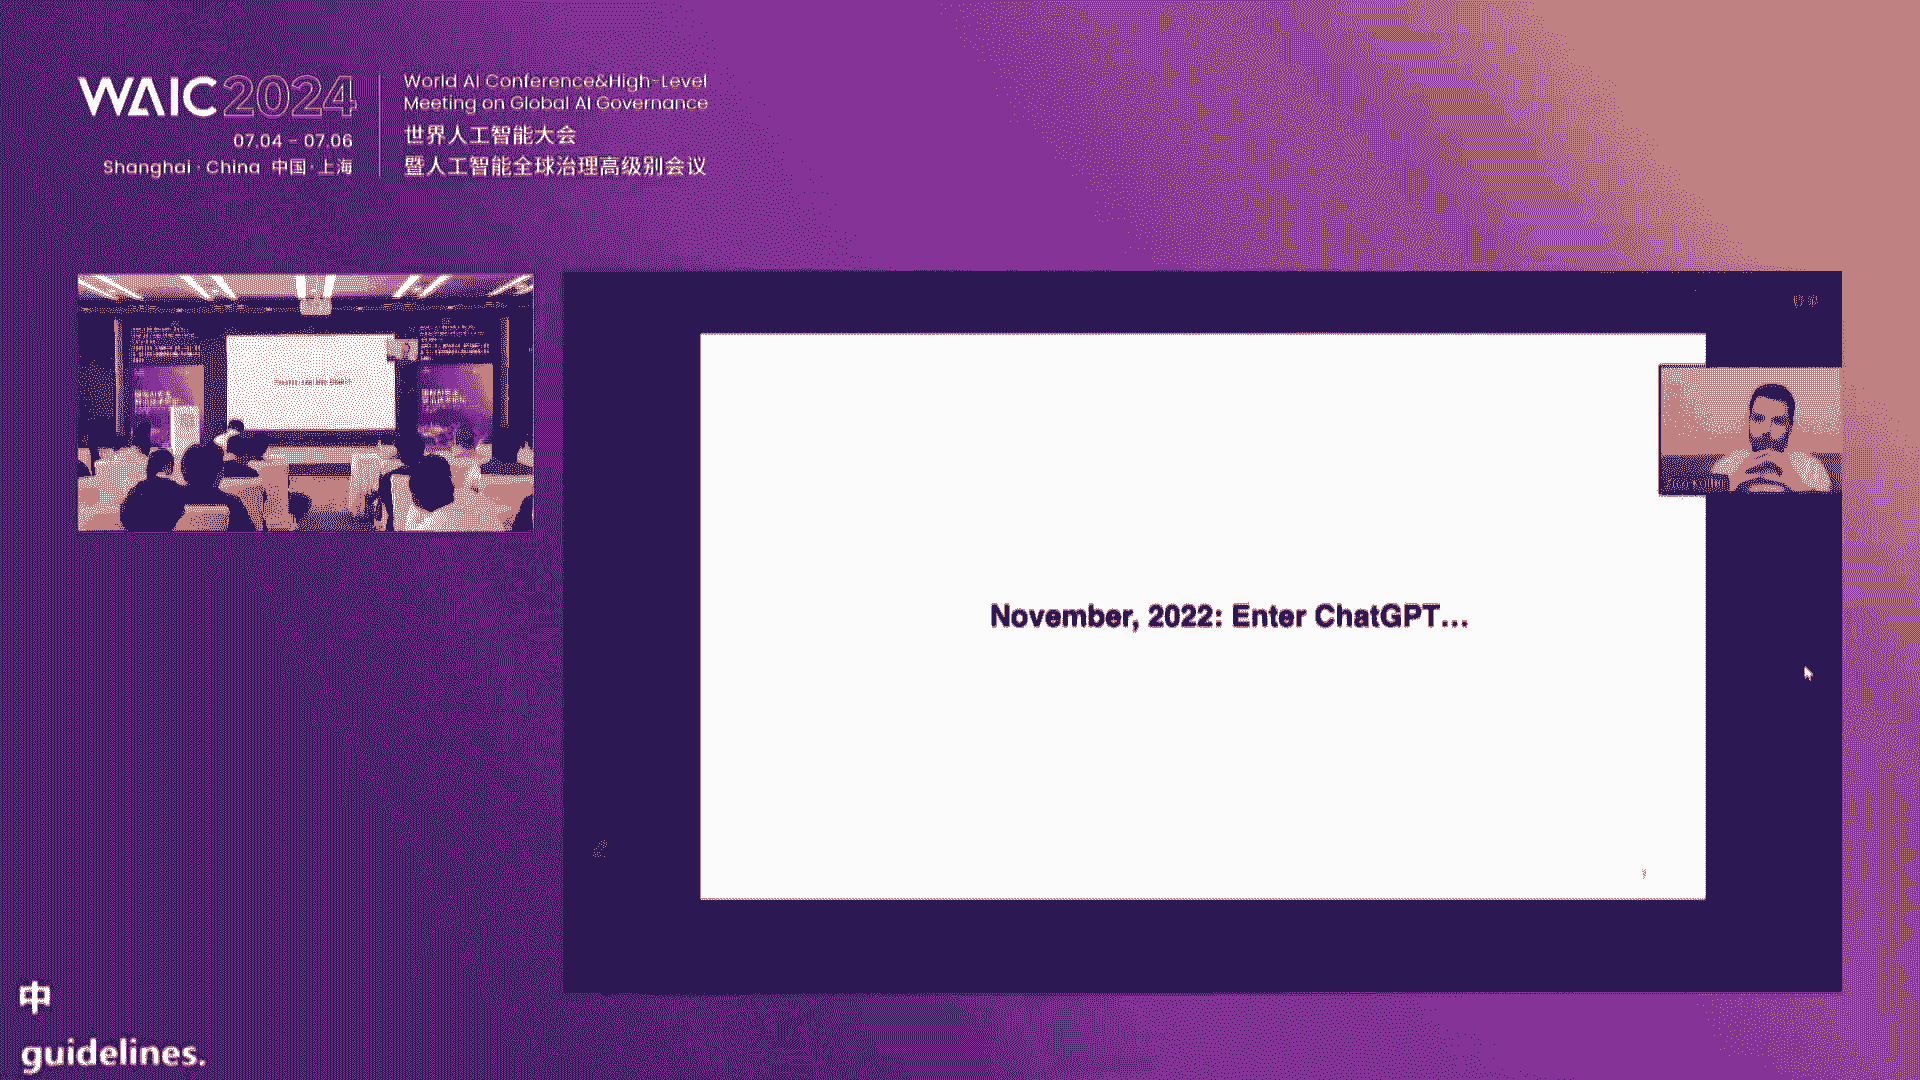 WAIC 2024
07.04 - 07.06
Shanghai · China 中国·上海
World AI Conference&High-Level
Meeting on Global AI Governance
世界人工智能大会
暨人工智能全球治理高级别会议
November, 2022: Enter ChatGPT...
中
guidelines.